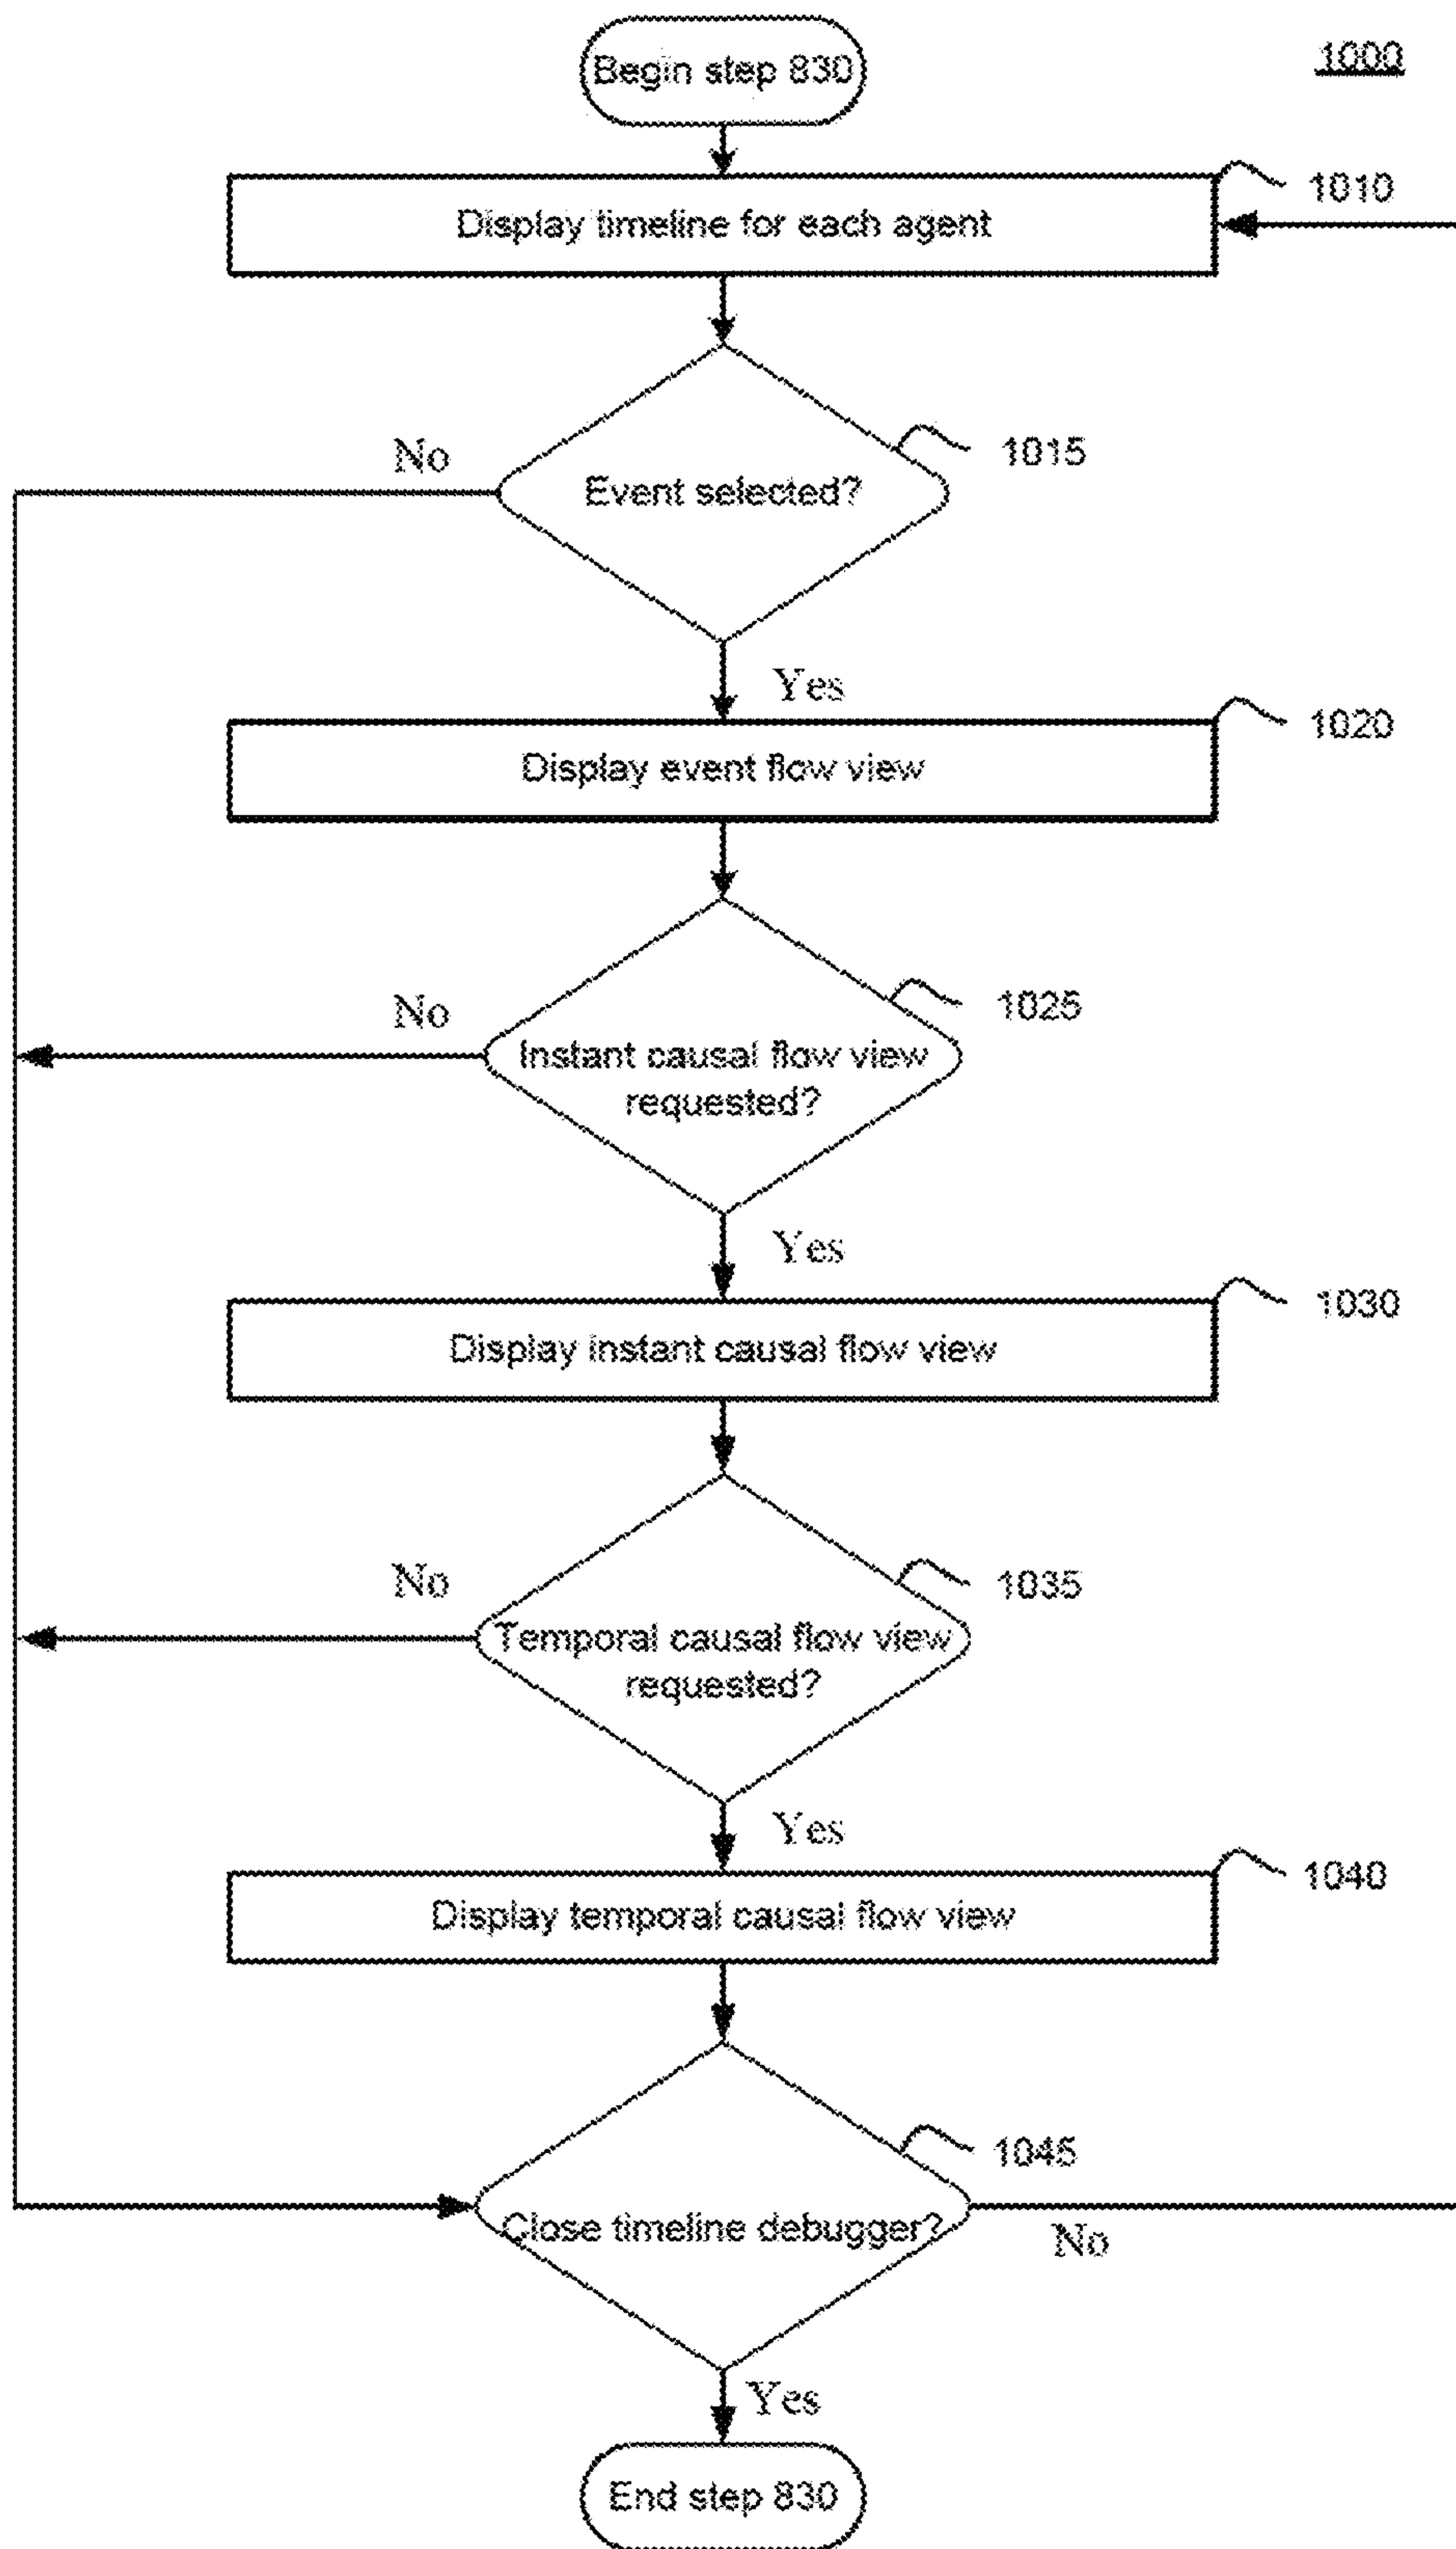 1000
Begin step 830
1010
Display timeline for each agent
1015
No
Event selected?
Yes
1020
Display event flow view
1025
No
Instant causal flow view
requested?
Yes
1030
Display instant causal flow view
1035
No
Temporal causal flow view
requested?
Yes
1040
Display temporal causal flow view
1045
Close timeline debugger?
No
Yes
End step 830